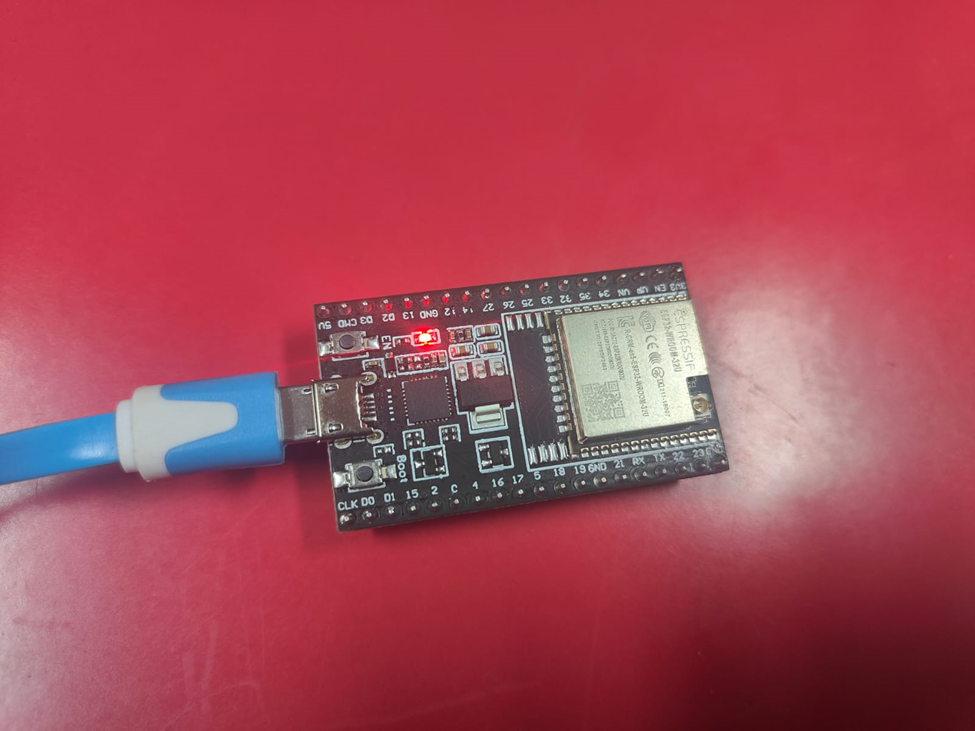 5V CMD D3 D2 13 GND 12 14 27 26 25 33 32 35 34 VN VP EN 3V3
EN
ESPRESSIF
ESP32-WROOM-32U
CE
BOOT
CLK D0 D1 15 2 C 4 16 17 5 18 19 GND 21 RX TX 22 23